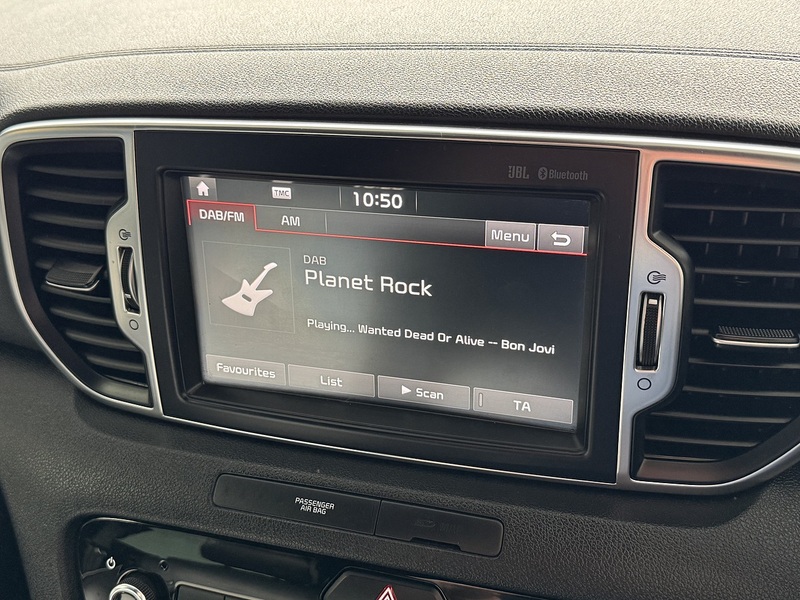 JBL Bluetooth
TMC
10:50
DAB/FM
AM
Menu
DAB
Planet Rock
Playing... Wanted Dead Or Alive -- Bon Jovi
Favourites
List
Scan
TA
PASSENGER
AIR BAG